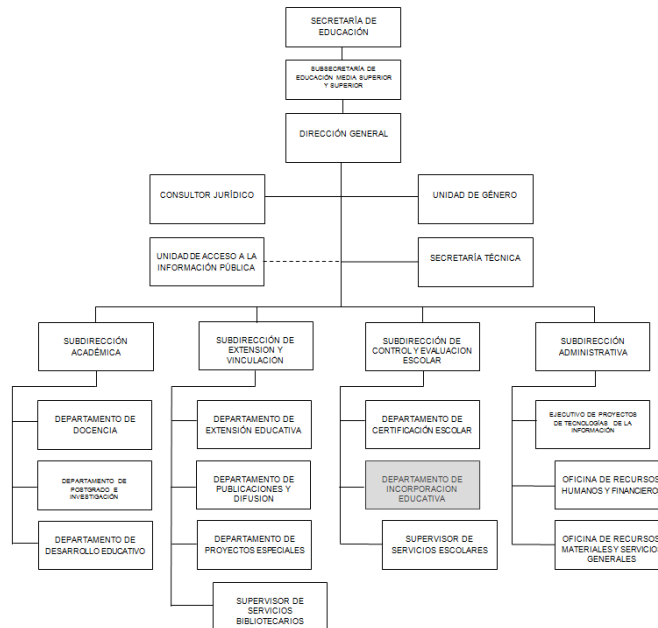 SECRETARÍA DE
EDUCACIÓN
SUBSECRETARÍA DE
EDUCACIÓN MEDIA SUPERIOR
Y SUPERIOR
DIRECCIÓN GENERAL
CONSULTOR JURÍDICO
UNIDAD DE GÉNERO
UNIDAD DE ACCESO A LA
INFORMACIÓN PÚBLICA
SECRETARÍA TÉCNICA
SUBDIRECCIÓN
ACADÉMICA
SUBDIRECCIÓN DE
EXTENSION Y
VINCULACIÓN
SUBDIRECCIÓN DE
CONTROL Y EVALUACION
ESCOLAR
SUBDIRECCIÓN
ADMINISTRATIVA
DEPARTAMENTO DE
DOCENCIA
DEPARTAMENTO DE
EXTENSIÓN EDUCATIVA
DEPARTAMENTO DE
CERTIFICACIÓN ESCOLAR
EJECUTIVO DE PROYECTOS
DE TECNOLOGÍAS DE LA
INFORMACIÓN
DEPARTAMENTO DE
POSTGRADO E
INVESTIGACIÓN
DEPARTAMENTO DE
PUBLICACIONES Y
DIFUSION
DEPARTAMENTO DE
INCORPORACION
EDUCATIVA
OFICINA DE RECURSOS
HUMANOS Y FINANCIERO
DEPARTAMENTO DE
DESARROLLO EDUCATIVO
DEPARTAMENTO DE
PROYECTOS ESPECIALES
SUPERVISOR DE
SERVICIOS ESCOLARES
OFICINA DE RECURSOS
MATERIALES Y SERVICIO
GENERALES
SUPERVISOR DE
SERVICIOS
BIBLIOTECARIOS